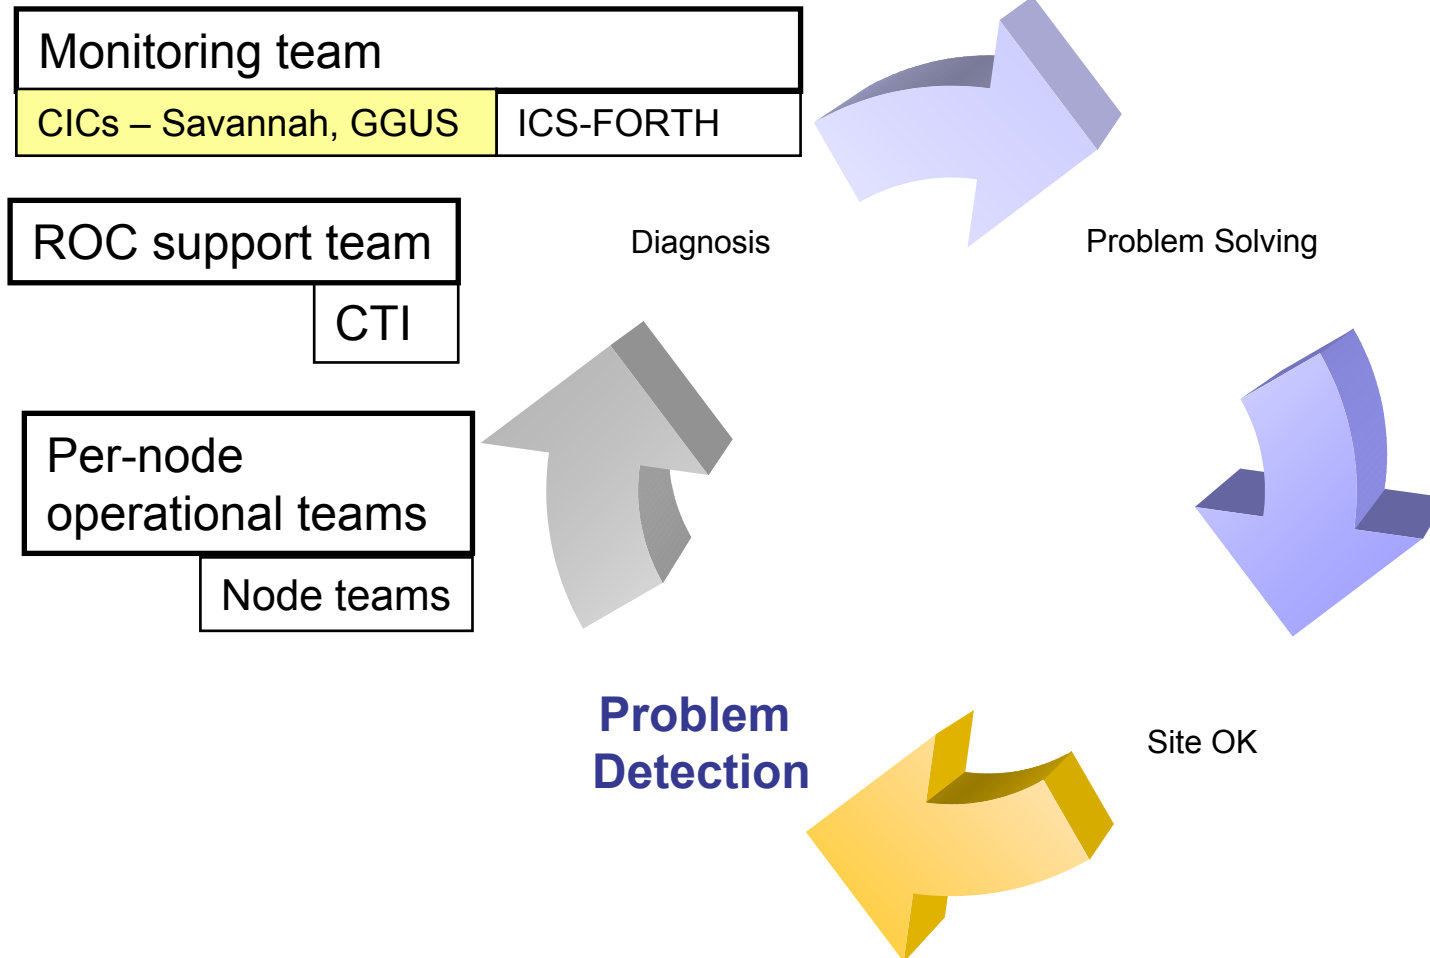 Monitoring team
CICs – Savannah, GGUS
ICS-FORTH
ROC support team
CTI
Per-node
operational teams
Node teams
Diagnosis
Problem Solving
Problem
Detection
Site OK